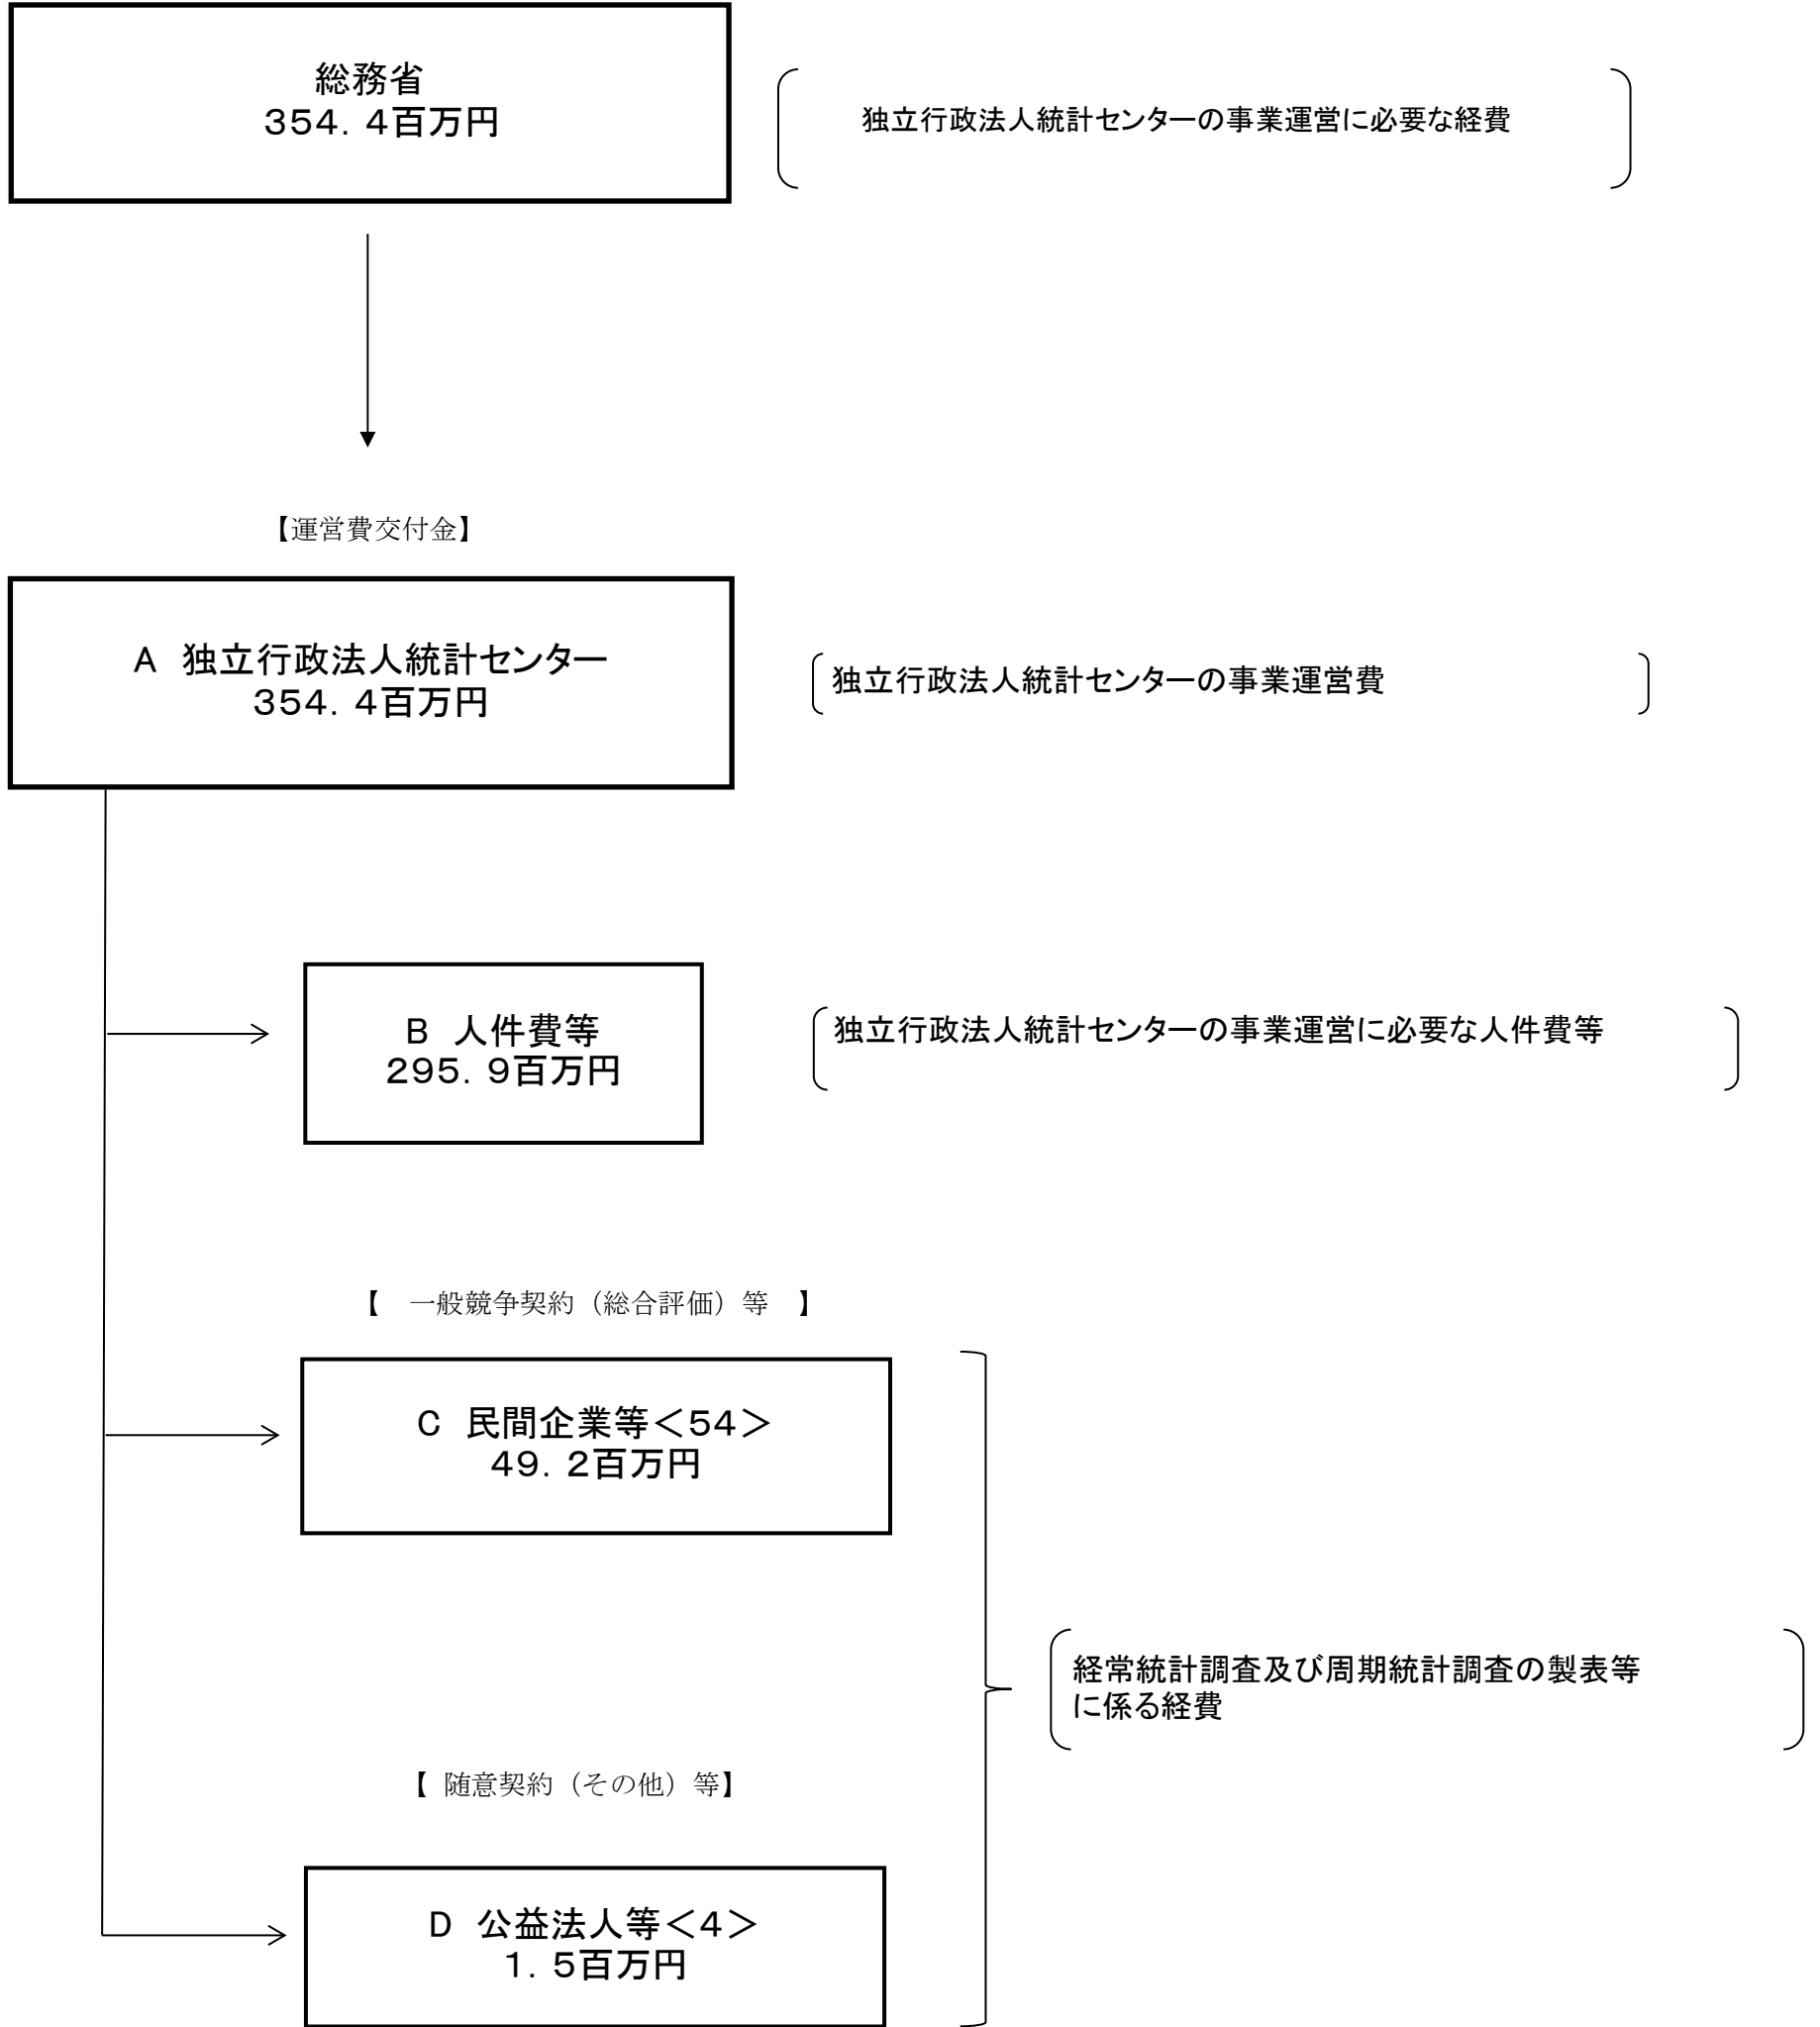 総務省
354．4百万円
独立行政法人統計センターの事業運営に必要な経費
【運営費交付金】
A　独立行政法人統計センター
354．4百万円
独立行政法人統計センターの事業運営費
B　人件費等
295．9百万円
独立行政法人統計センターの事業運営に必要な人件費等
【　一般競争契約（総合評価）等　】
C　民間企業等＜54＞
49．2百万円
経常統計調査及び周期統計調査の製表等
に係る経費
【 随意契約（その他）等】
D　公益法人等＜4＞
1．5百万円